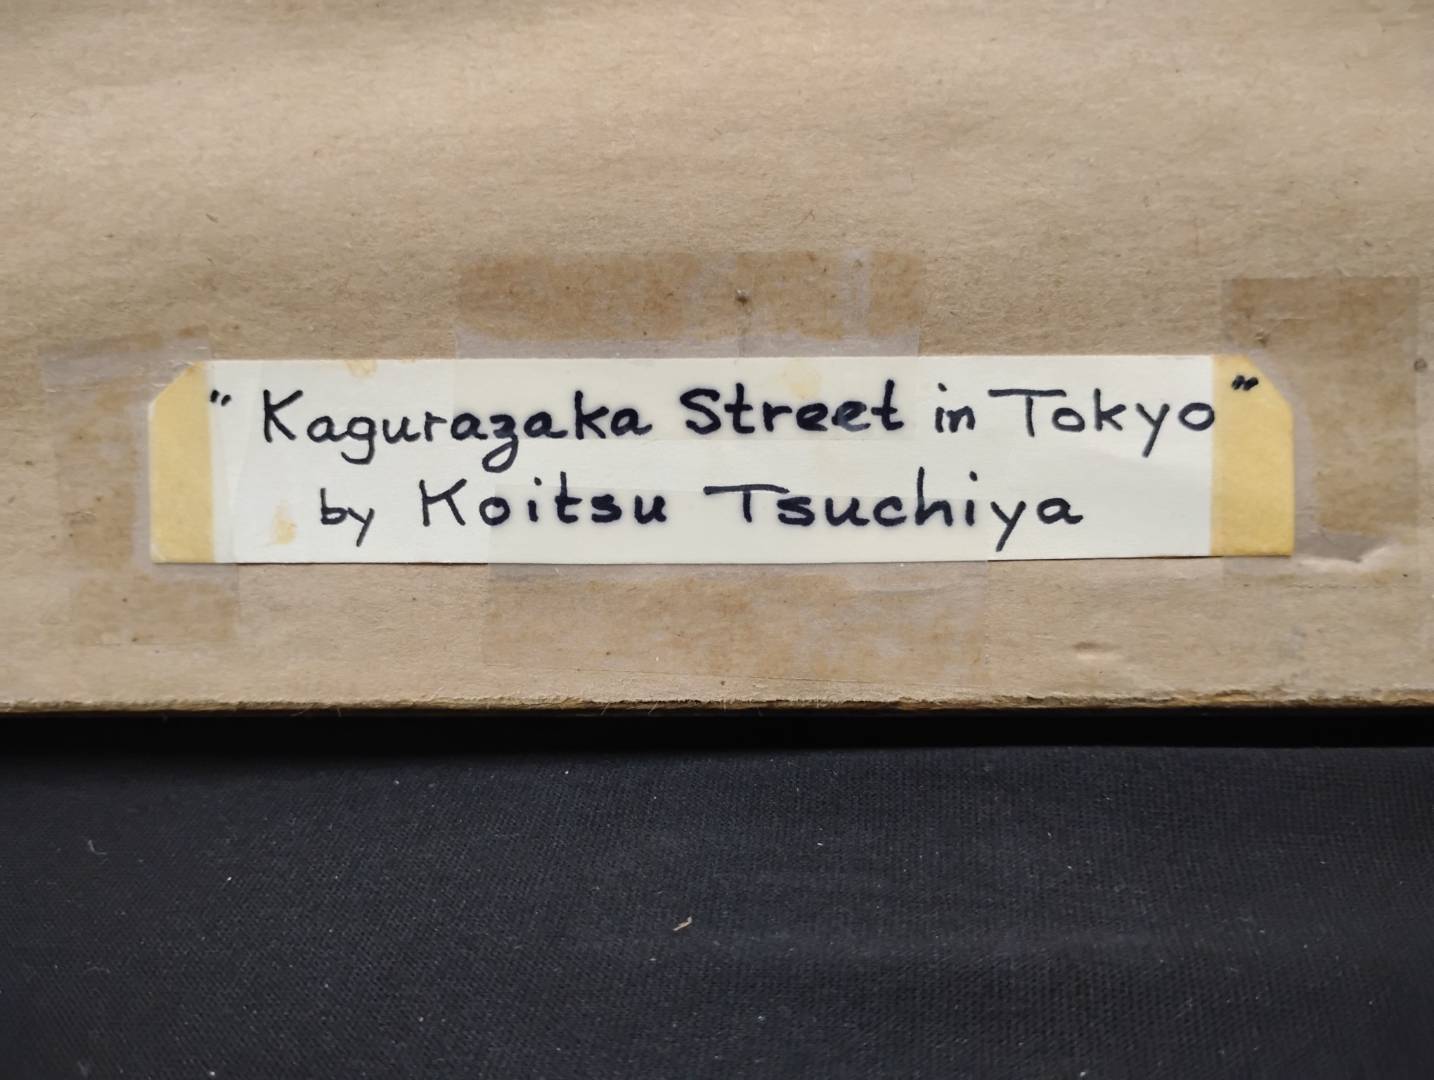 "Kagurazaka Street in Tokyo"
by Koitsu Tsuchiya